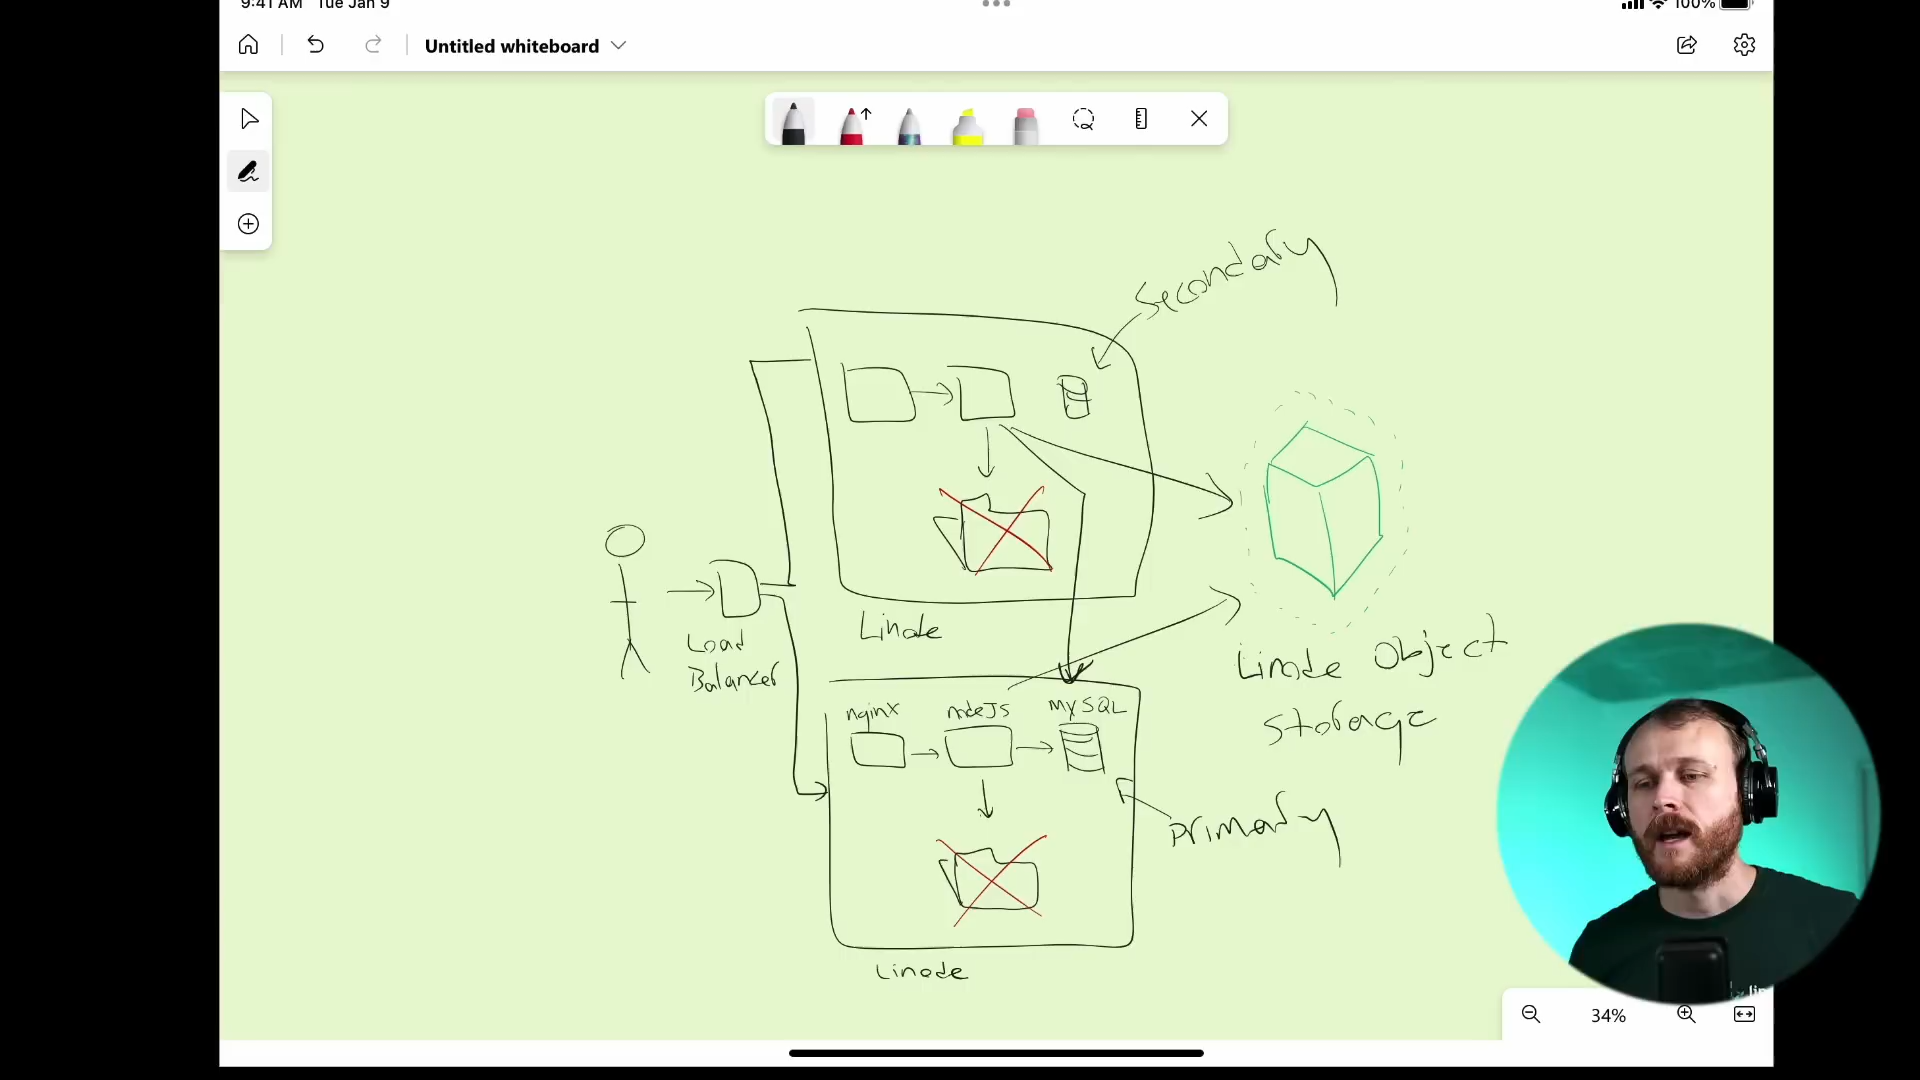 9:41 AM Tue Jan 9
100%
Untitled whiteboard
Secondary
Linode
Load
Balancer
Linode Object
Storage
nginx nodeJS MySQL
Primary
Linode
34%